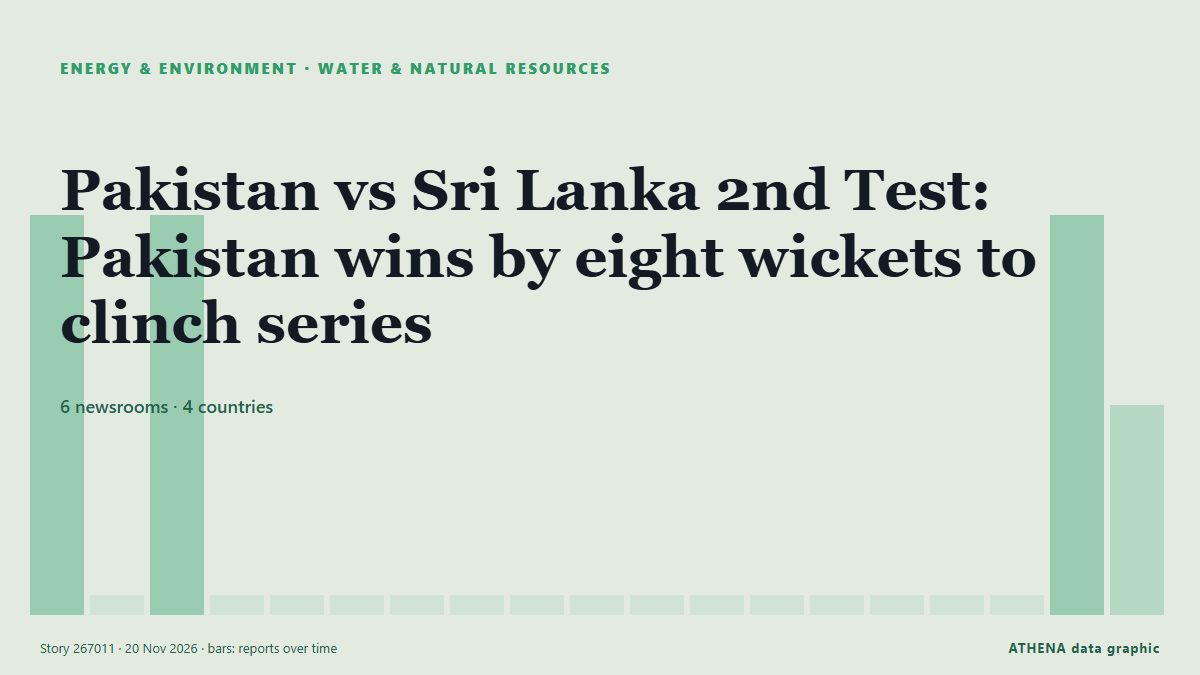 ENERGY & ENVIRONMENT · WATER & NATURAL RESOURCES
Pakistan vs Sri Lanka 2nd Test:
Pakistan wins by eight wickets to
clinch series
6 newsrooms · 4 countries
Story 267011 · 20 Nov 2026 · bars: reports over time
ATHENA data graphic